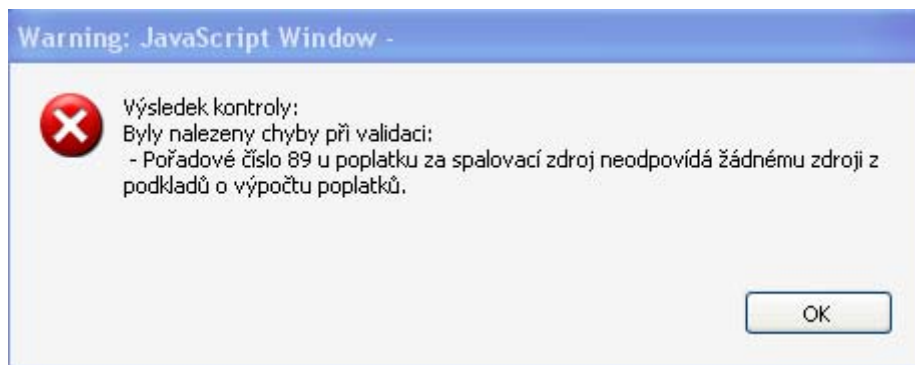 Warning: JavaScript Window -
Výsledek kontroly:
Byly nalezeny chyby při validaci:
- Pořadové číslo 89 u poplatku za spalovací zdroj neodpovídá žádnému zdroji z
podkladů o výpočtu poplatků.
OK